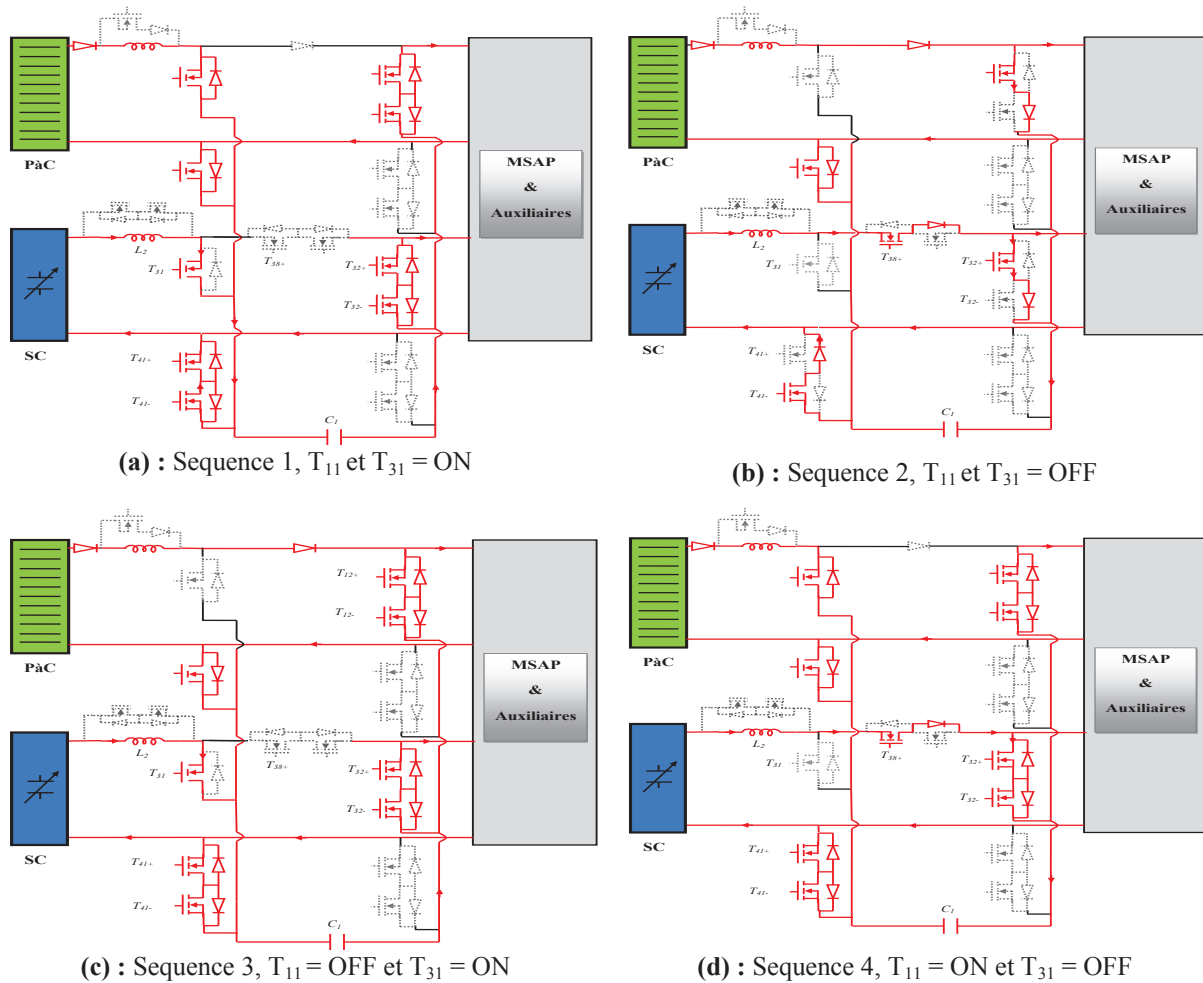 PàC
SC
L2
T31
T38+
T32+
T32-
T41+
T41-
C1
MSAP
&
Auxiliaires
(a) : Sequence 1, T11 et T31 = ON
PàC
SC
L2
T31
T38+
T32+
T32-
T41+
T41-
C1
MSAP
&
Auxiliaires
(b) : Sequence 2, T11 et T31 = OFF
PàC
SC
T12+
T12-
L2
T31
T38+
T32+
T32-
T41+
T41-
C1
MSAP
&
Auxiliaires
(c) : Sequence 3, T11 = OFF et T31 = ON
PàC
SC
L2
T31
T38+
T32+
T32-
T41+
T41-
C1
MSAP
&
Auxiliaires
(d) : Sequence 4, T11 = ON et T31 = OFF